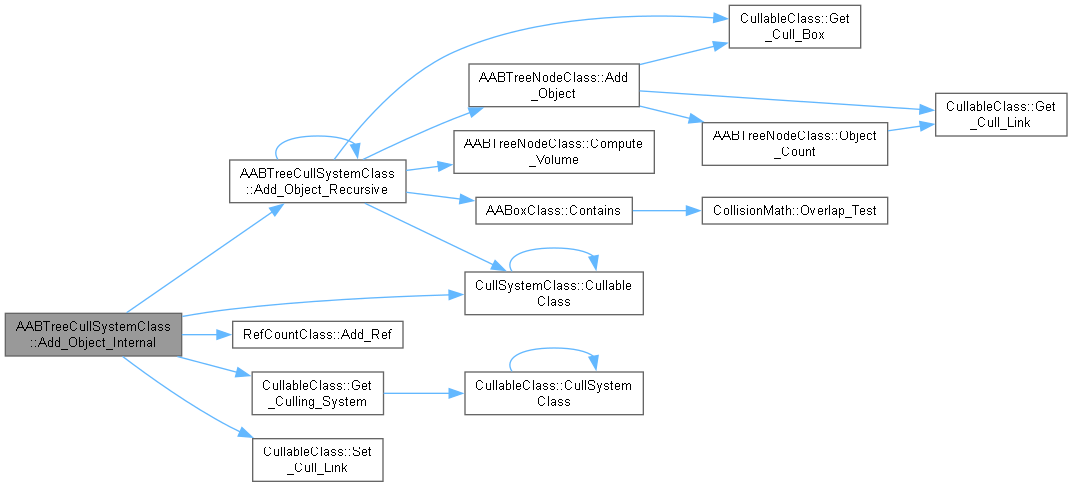 CullableClass::Get
_Cull_Box
AABTreeNodeClass::Add
_Object
CullableClass::Get
_Cull_Link
AABTreeNodeClass::Object
_Count
AABTreeNodeClass::Compute
_Volume
AABTreeCullSystemClass
::Add_Object_Recursive
AABoxClass::Contains
CollisionMath::Overlap_Test
CullSystemClass::Cullable
Class
AABTreeCullSystemClass
::Add_Object_Internal
RefCountClass::Add_Ref
CullableClass::Get
_Culling_System
CullableClass::CullSystem
Class
CullableClass::Set
_Cull_Link